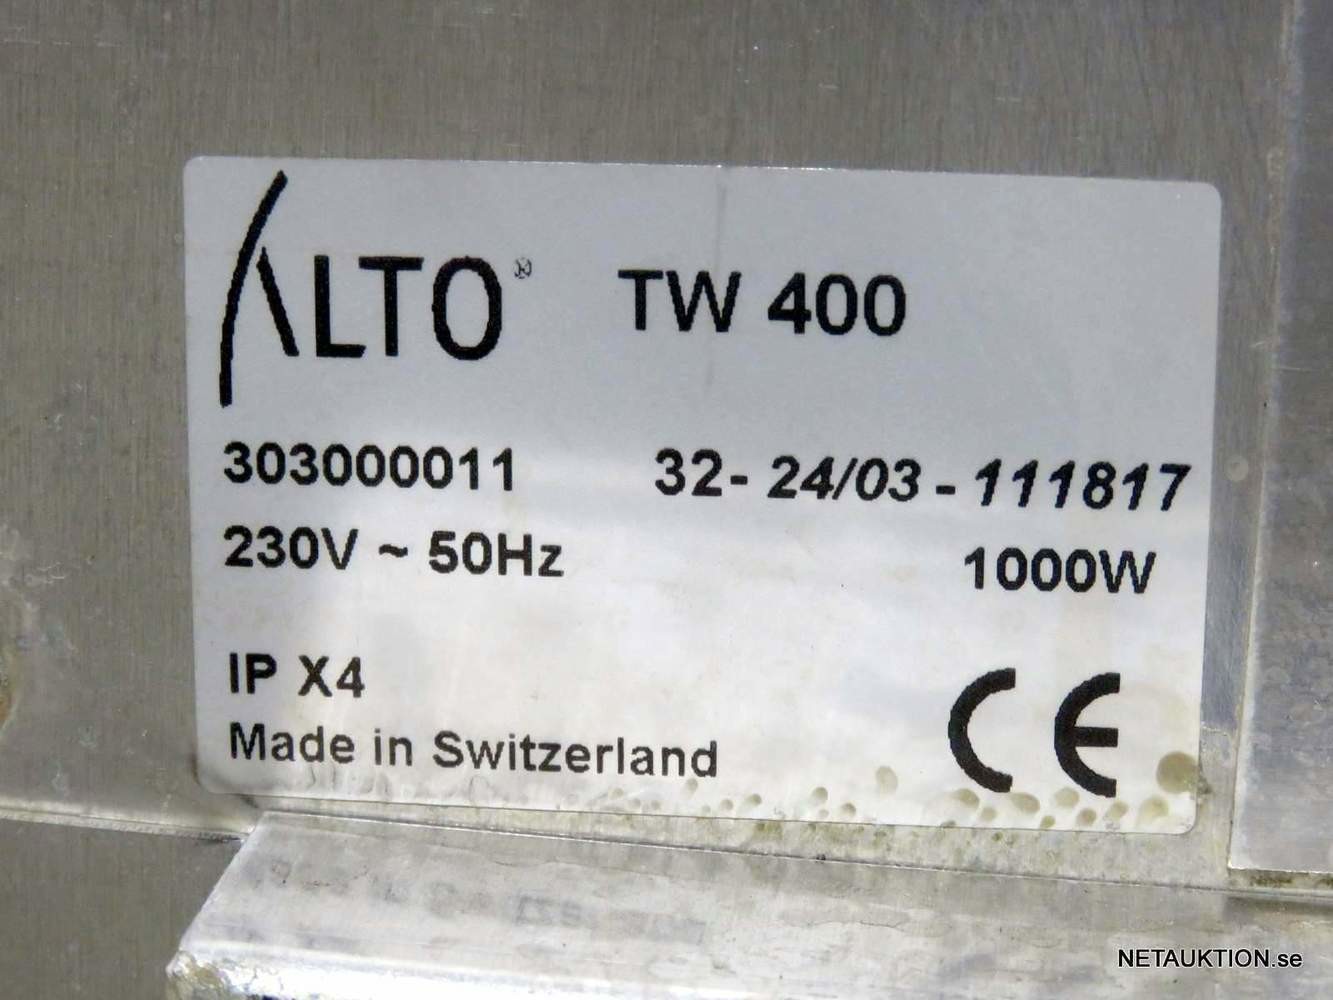 ALTO® TW 400
303000011 32- 24/03 - 111817
230V ~ 50Hz 1000W
IP X4
Made in Switzerland
CE
NETAUKTION.se